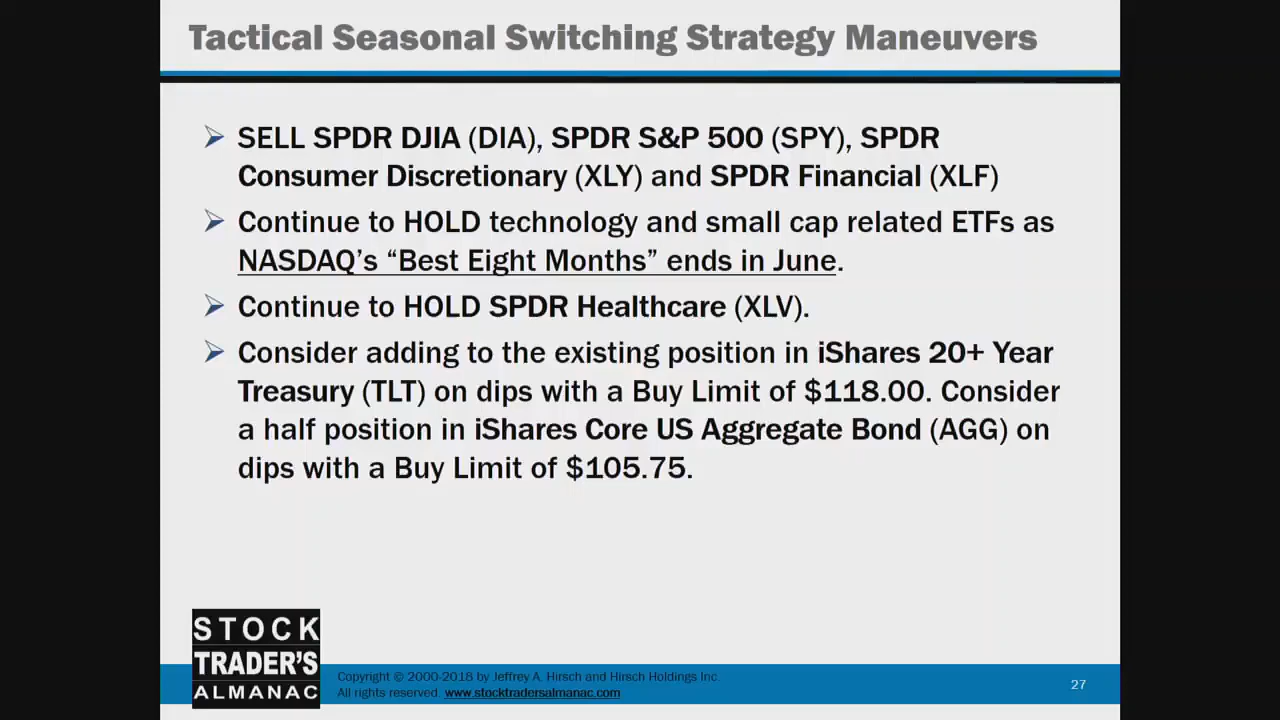 Tactical Seasonal Switching Strategy Maneuvers
SELL SPDR DJIA (DIA), SPDR S&P 500 (SPY), SPDR
Consumer Discretionary (XLY) and SPDR Financial (XLF)
Continue to HOLD technology and small cap related ETFs as
NASDAQ's “Best Eight Months” ends in June.
Continue to HOLD SPDR Healthcare (XLV).
Consider adding to the existing position in iShares 20+ Year
Treasury (TLT) on dips with a Buy Limit of $118.00. Consider
a half position in iShares Core US Aggregate Bond (AGG) on
dips with a Buy Limit of $105.75.
STOCK
TRADER'S
ALMANAC
Copyright © 2000-2018 by Jeffrey A. Hirsch and Hirsch Holdings Inc.
All rights reserved. www.stocktradersalmanac.com
27